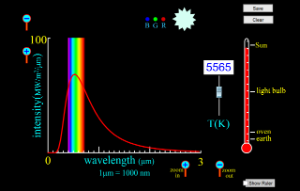 Save
Clear
B G R
100
Sun
5565
intensity(MW/m²/μm)
light bulb
T(K)
oven
earth
0
3
wavelength (μm)
1μm = 1000 nm
zoom
in
zoom
Show Ruler